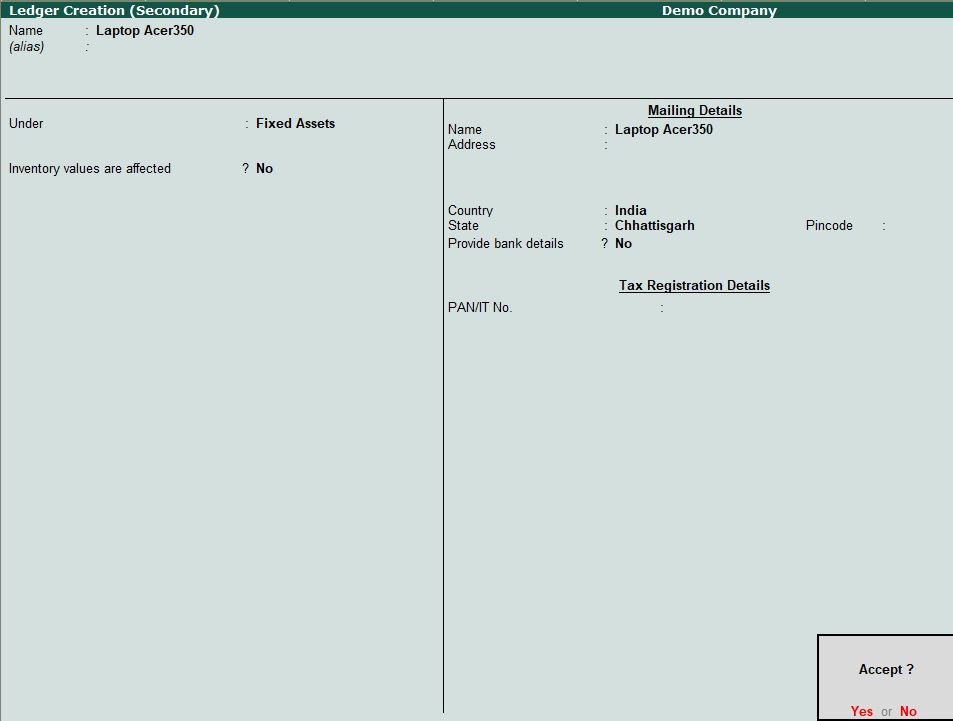 Ledger Creation (Secondary) Demo Company
Name : Laptop Acer350
(alias) :
Under : Fixed Assets
Inventory values are affected ? No
Mailing Details
Name : Laptop Acer350
Address :
Country : India
State : Chhattisgarh Pincode :
Provide bank details ? No
Tax Registration Details
PAN/IT No. :
Accept ?
Yes or No